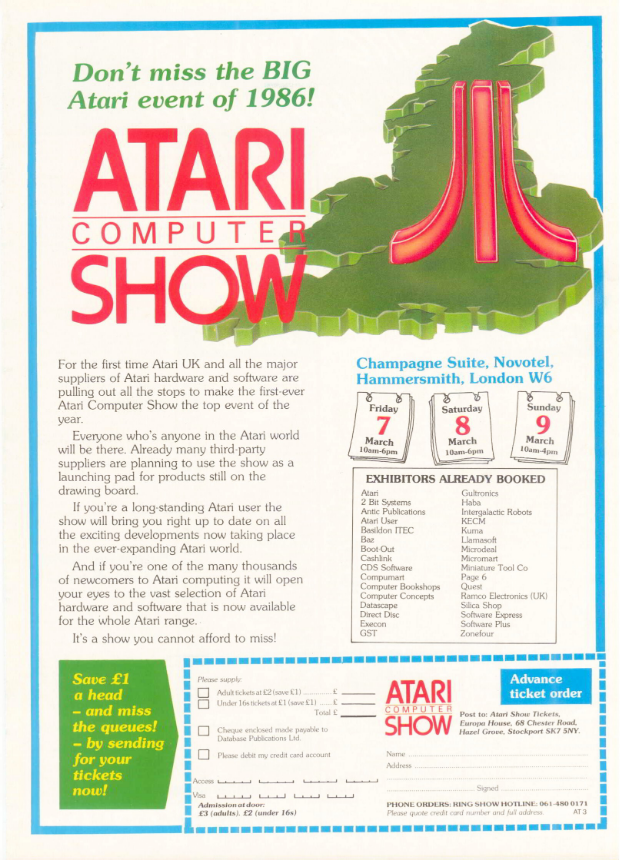 Don't miss the BIG
Atari event of 1986!
ATARI
COMPUTER
SHOW
For the first time Atari UK and all the major
suppliers of Atari hardware and software are
pulling out all the stops to make the first-ever
Atari Computer Show the top event of the
year.
Everyone who's anyone in the Atari world
will be there. Already many third-party
suppliers are planning to use the show as a
launching pad for products still on the
drawing board.
If you're a long-standing Atari user the
show will bring you right up to date on all
the exciting developments now taking place
in the ever-expanding Atari world.
And if you're one of the many thousands
of newcomers to Atari computing it will open
your eyes to the vast selection of Atari
hardware and software that is now available
for the whole Atari range.
It's a show you cannot afford to miss!
Champagne Suite, Novotel,
Hammersmith, London W6
Friday
7
March
10am-6pm
Saturday
8
March
10am-6pm
Sunday
9
March
10am-4pm
EXHIBITORS ALREADY BOOKED
Atari
2 Bit Systems
Antic Publications
Atari User
Basildon ITEC
Baz
Boot-Out
Cashlink
CDS Software
Compumart
Computer Bookshops
Computer Concepts
Datascape
Direct Disc
Execon
GST
Gultronics
Haba
Intergalactic Robots
KECM
Kuma
Llamasoft
Microdeal
Micromart
Miniature Tool Co
Page 6
Quest
Ramco Electronics (UK)
Silica Shop
Software Express
Software Plus
Zonefour
Save £1
a head
– and miss
the queues!
– by sending
for your
tickets
now!
Please supply
Adult tickets at £2 (save £1) ............ £
Under 16s tickets at £1 (save £1) ...... £
Total £
Cheque enclosed made payable to
Database Publications Ltd.
Please debit my credit card account
Access
Visa
Admission at door:
£3 (adults), £2 (under 16s)
ATARI
COMPUTER
SHOW
Advance
ticket order
Post to: Atari Show Tickets,
Europa House, 68 Chester Road,
Hazel Grove, Stockport SK7 5NY.
Name
Address
Signed
PHONE ORDERS: RING SHOW HOTLINE: 061-480 0171
Please quote credit card number and full address
AT3